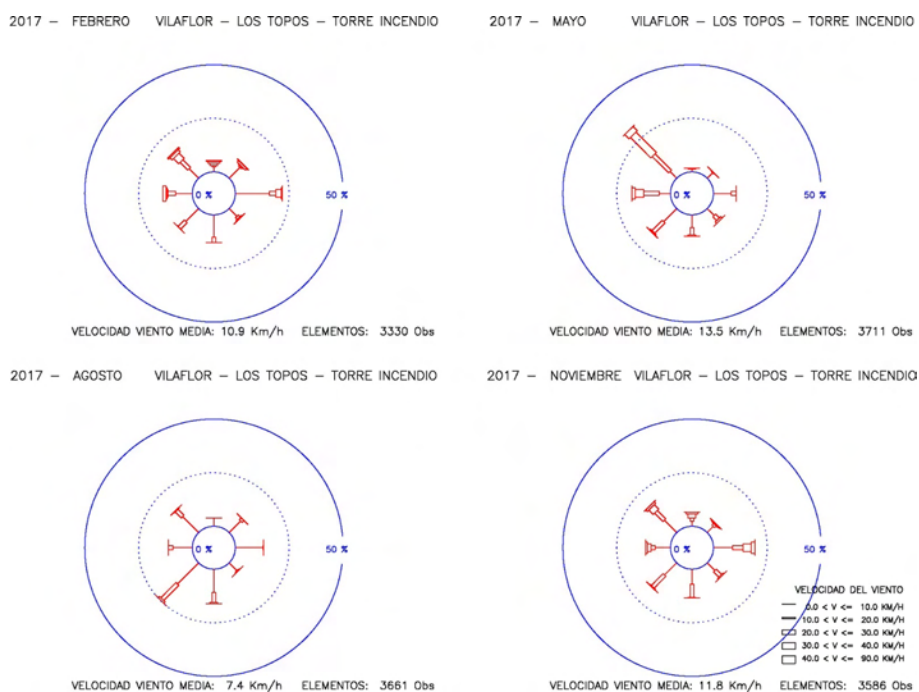 2017 – FEBRERO VILAFLOR – LOS TOPOS – TORRE INCENDIO
0 %
50 %
VELOCIDAD VIENTO MEDIA: 10.9 Km/h ELEMENTOS: 3330 Obs
2017 – MAYO VILAFLOR – LOS TOPOS – TORRE INCENDIO
0 %
50 %
VELOCIDAD VIENTO MEDIA: 13.5 Km/h ELEMENTOS: 3711 Obs
2017 – AGOSTO VILAFLOR – LOS TOPOS – TORRE INCENDIO
0 %
50 %
VELOCIDAD VIENTO MEDIA: 7.4 Km/h ELEMENTOS: 3661 Obs
2017 – NOVIEMBRE VILAFLOR – LOS TOPOS – TORRE INCENDIO
0 %
50 %
VELOCIDAD DEL VIENTO
0.0 < V <= 10.0 KM/H
10.0 < V <= 20.0 KM/H
20.0 < V <= 30.0 KM/H
30.0 < V <= 40.0 KM/H
40.0 < V <= 90.0 KM/H
VELOCIDAD VIENTO MEDIA: 11.8 Km/h ELEMENTOS: 3586 Obs